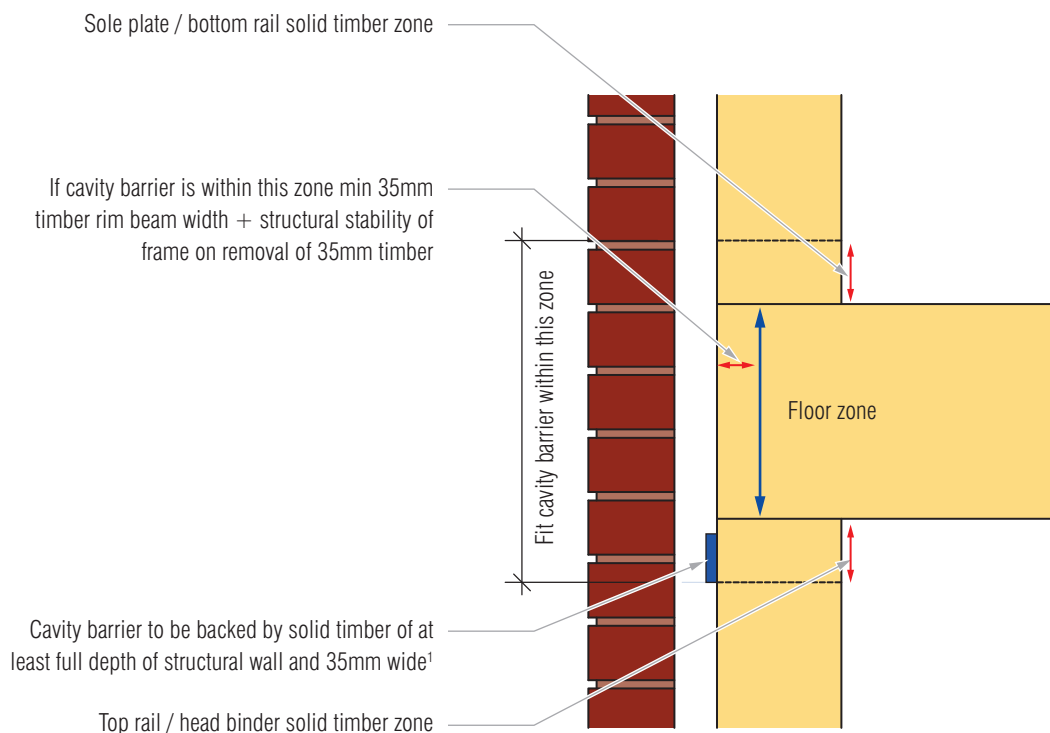 Sole plate / bottom rail solid timber zone
If cavity barrier is within this zone min 35mm
timber rim beam width + structural stability of
frame on removal of 35mm timber
Fit cavity barrier within this zone
Floor zone
Cavity barrier to be backed by solid timber of at
least full depth of structural wall and 35mm wide¹
Top rail / head binder solid timber zone